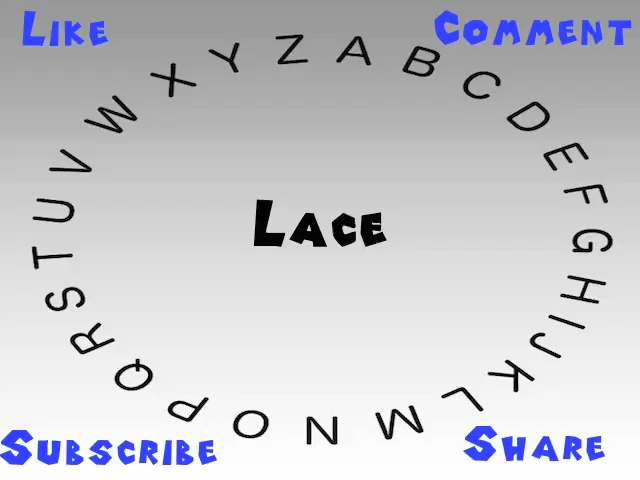 Like
Comment
A B C D E F G H I J K L M N O P Q R S T U V W X Y Z
Lace
Subscribe
Share